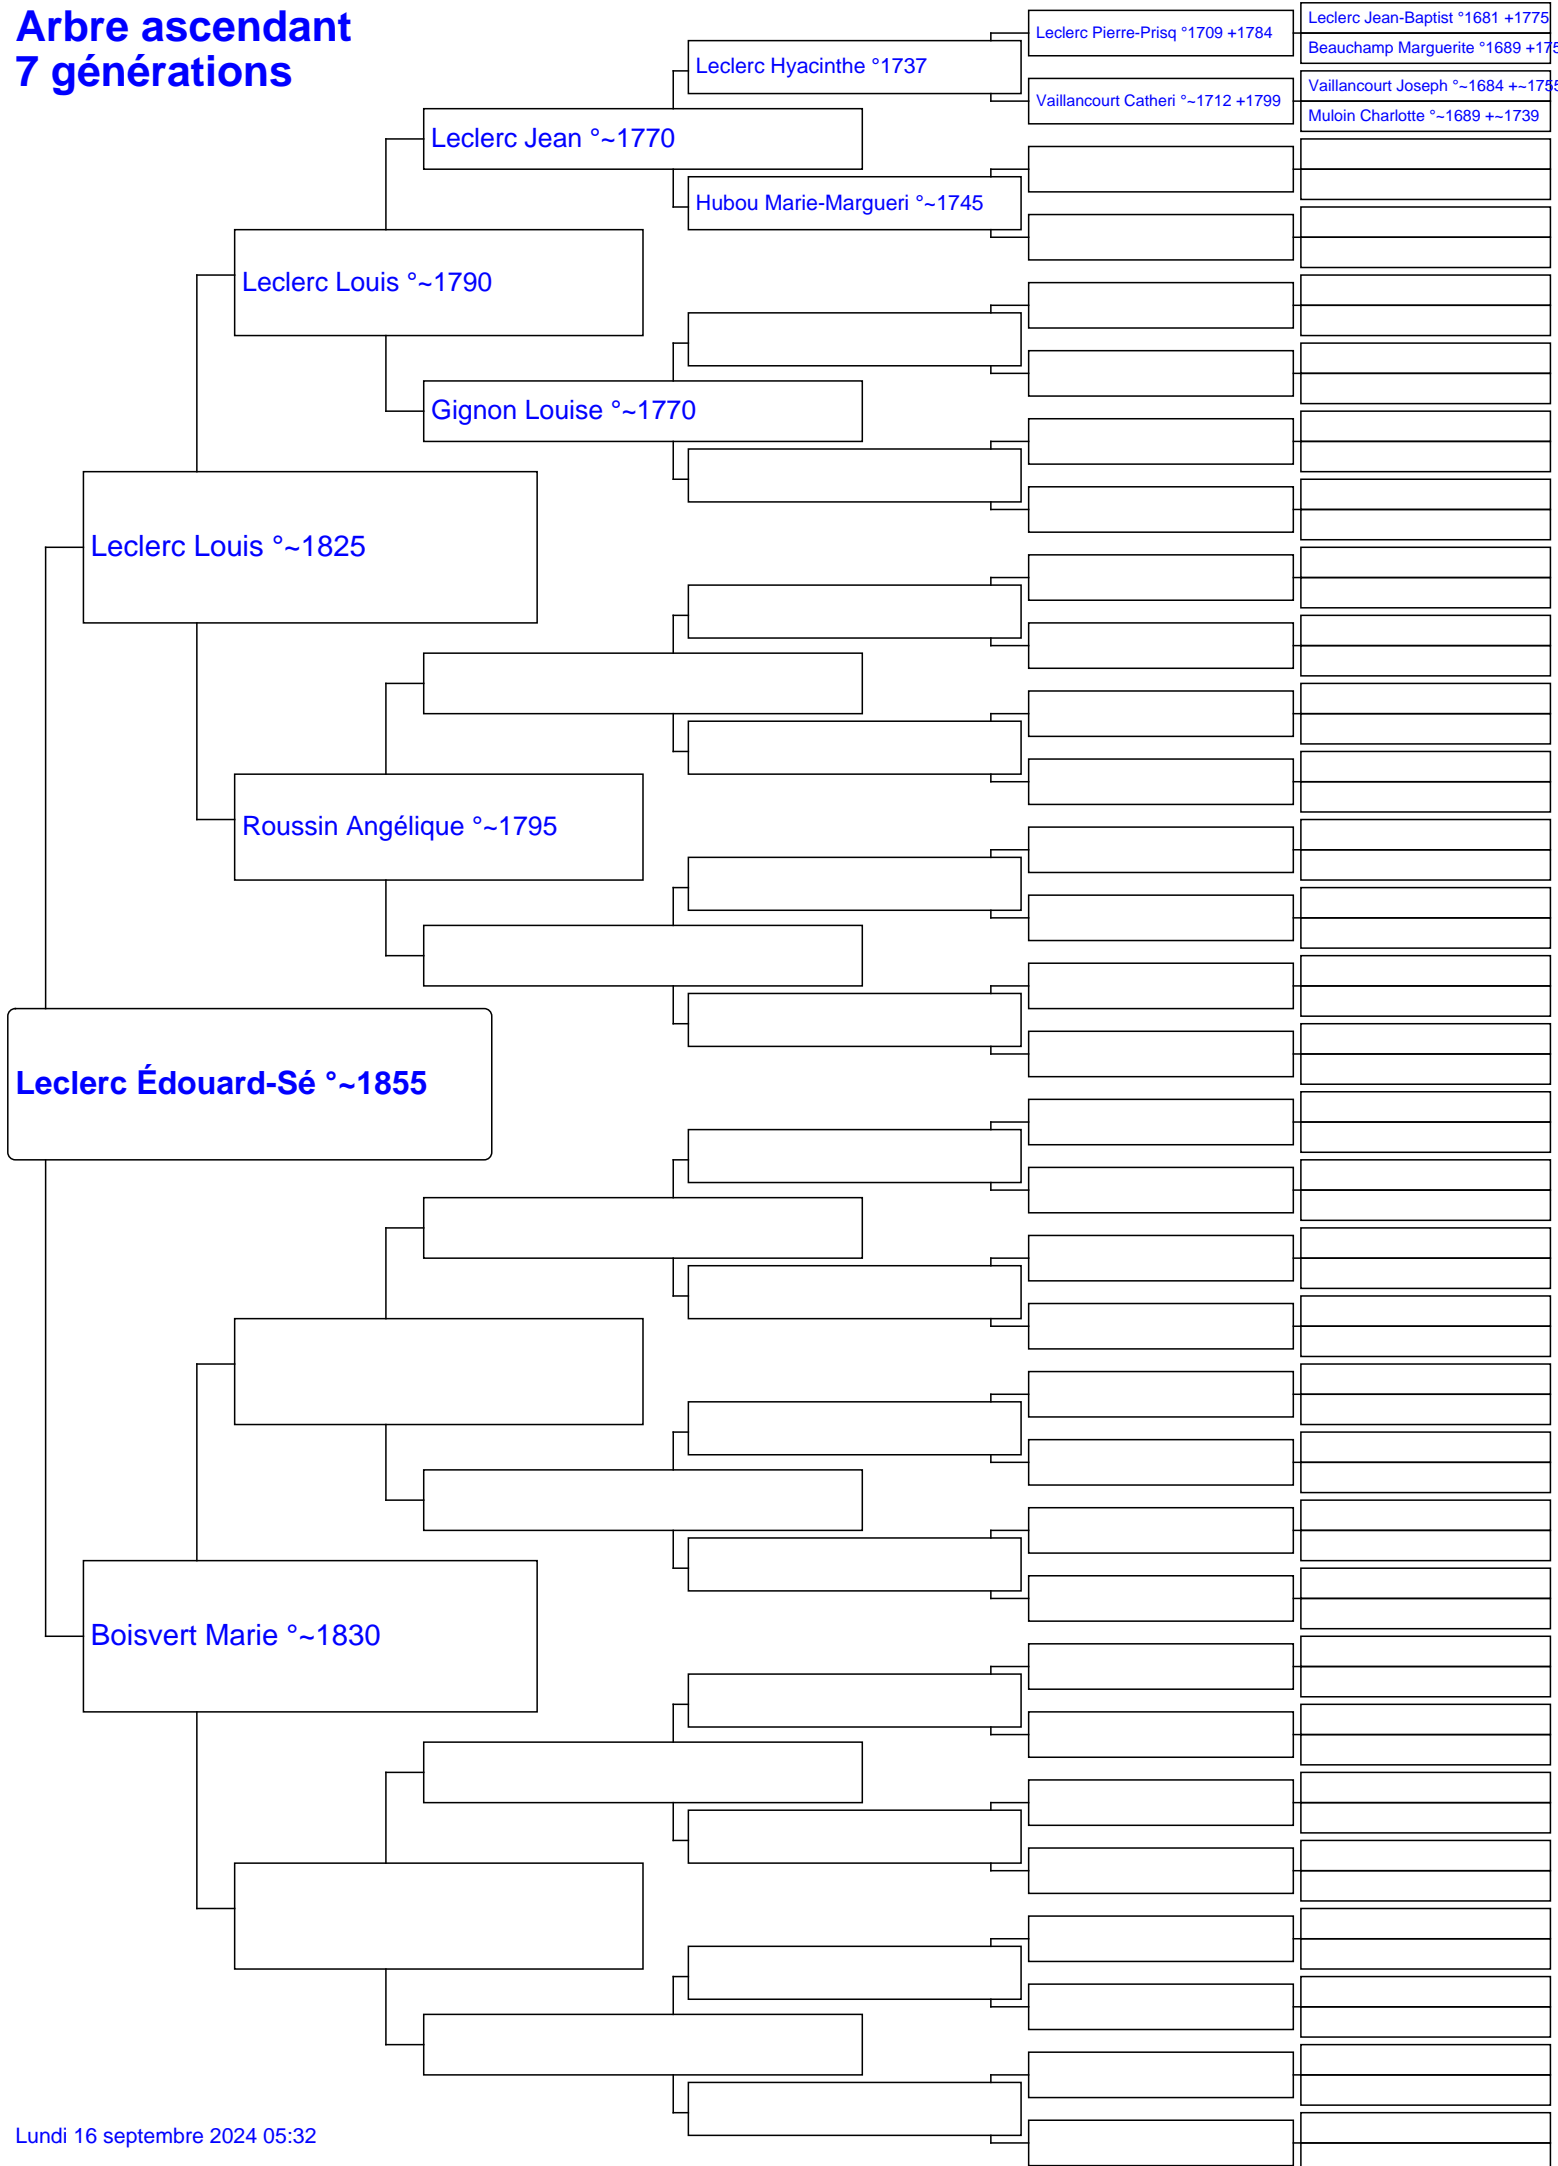 Arbre ascendant
7 générations
Leclerc Jean-Baptist °1681 +1775
Leclerc Pierre-Prisq °1709 +1784
Beauchamp Marguerite °1689 +175
Leclerc Hyacinthe °1737
Vaillancourt Joseph °~1684 +~1755
Vaillancourt Catheri °~1712 +1799
Muloin Charlotte °~1689 +~1739
Leclerc Jean °~1770
Hubou Marie-Margueri °~1745
Leclerc Louis °~1790
Gignon Louise °~1770
Leclerc Louis °~1825
Roussin Angélique °~1795
Leclerc Édouard-Sé °~1855
Boisvert Marie °~1830
Lundi 16 septembre 2024 05:32